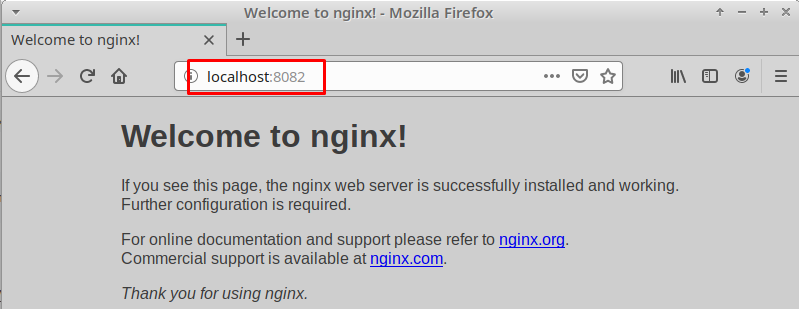 Welcome to nginx! - Mozilla Firefox
Welcome to nginx!
localhost:8082
Welcome to nginx!
If you see this page, the nginx web server is successfully installed and working.
Further configuration is required.
For online documentation and support please refer to nginx.org.
Commercial support is available at nginx.com.
Thank you for using nginx.